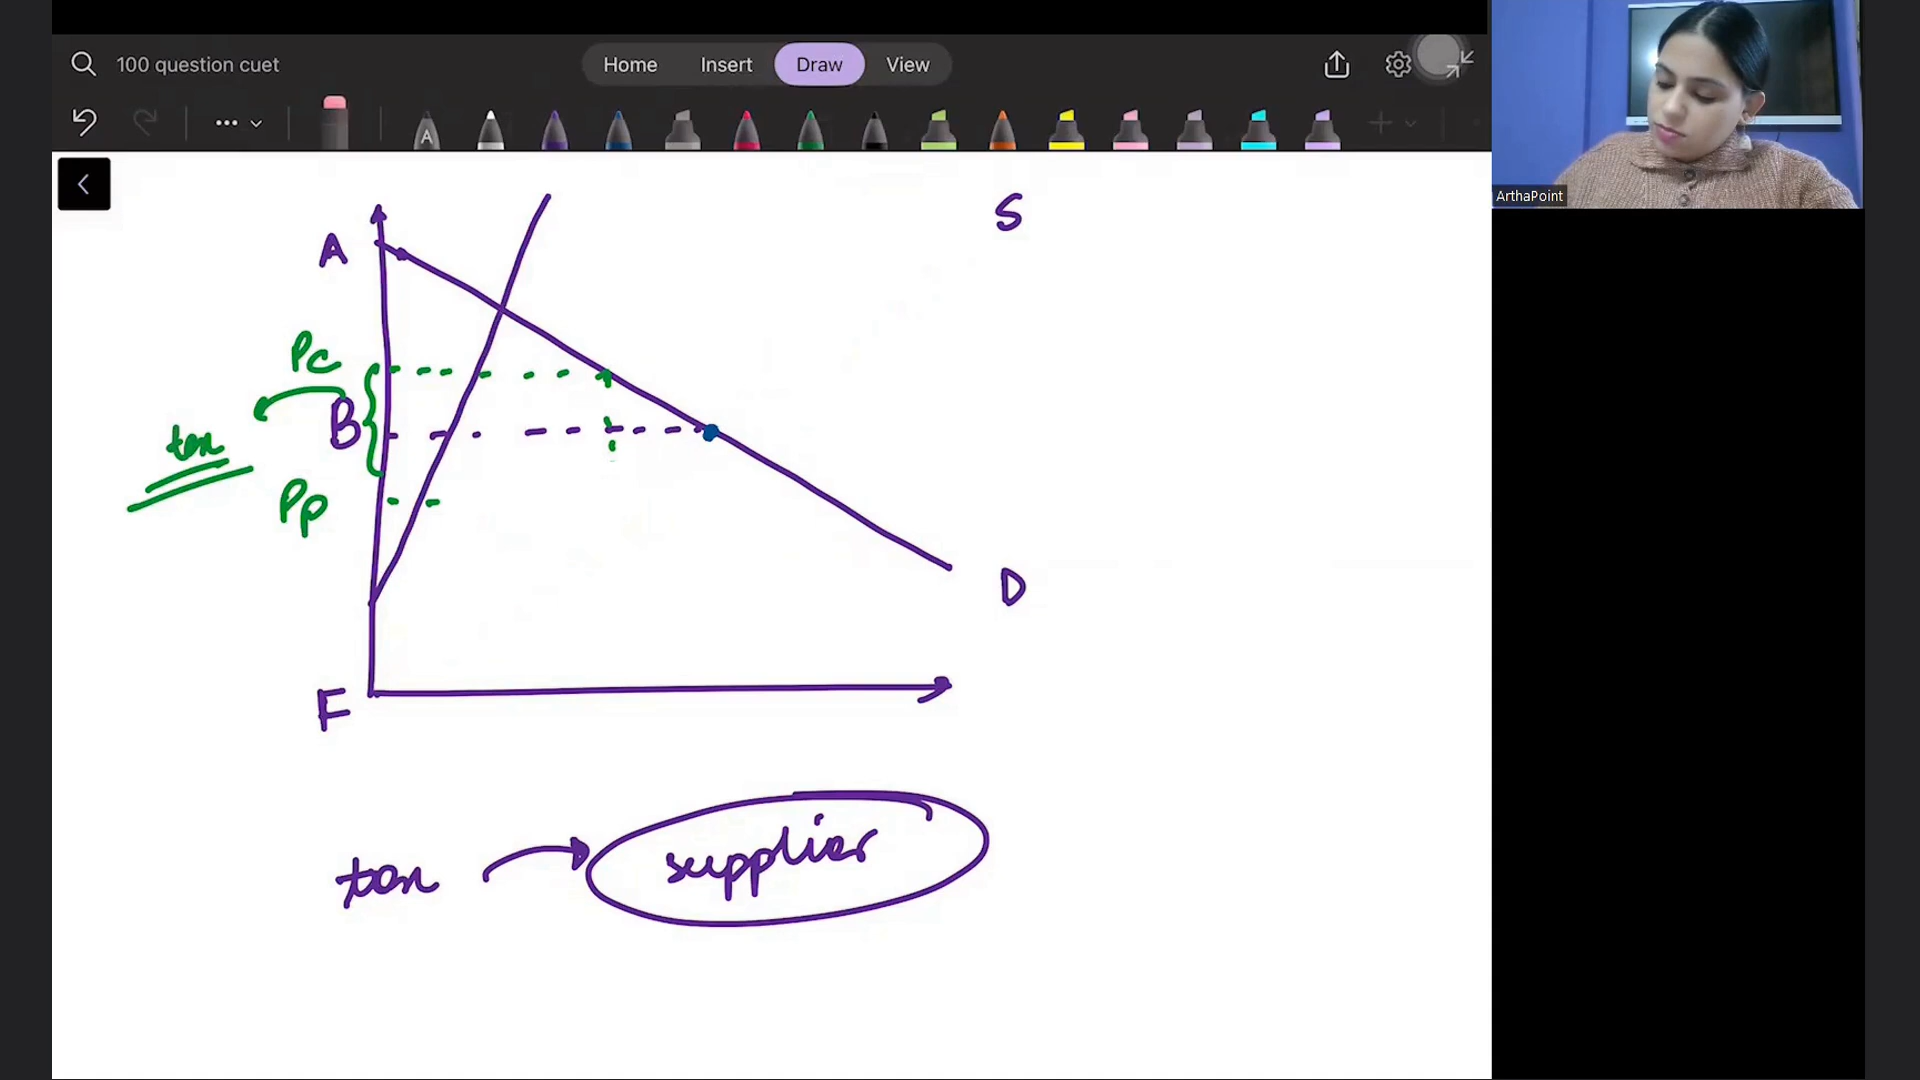 100 question cuet
Home Insert Draw View
A
ArthaPoint
S
A
Pc
B
tax
Pp
D
F
tax
supplier